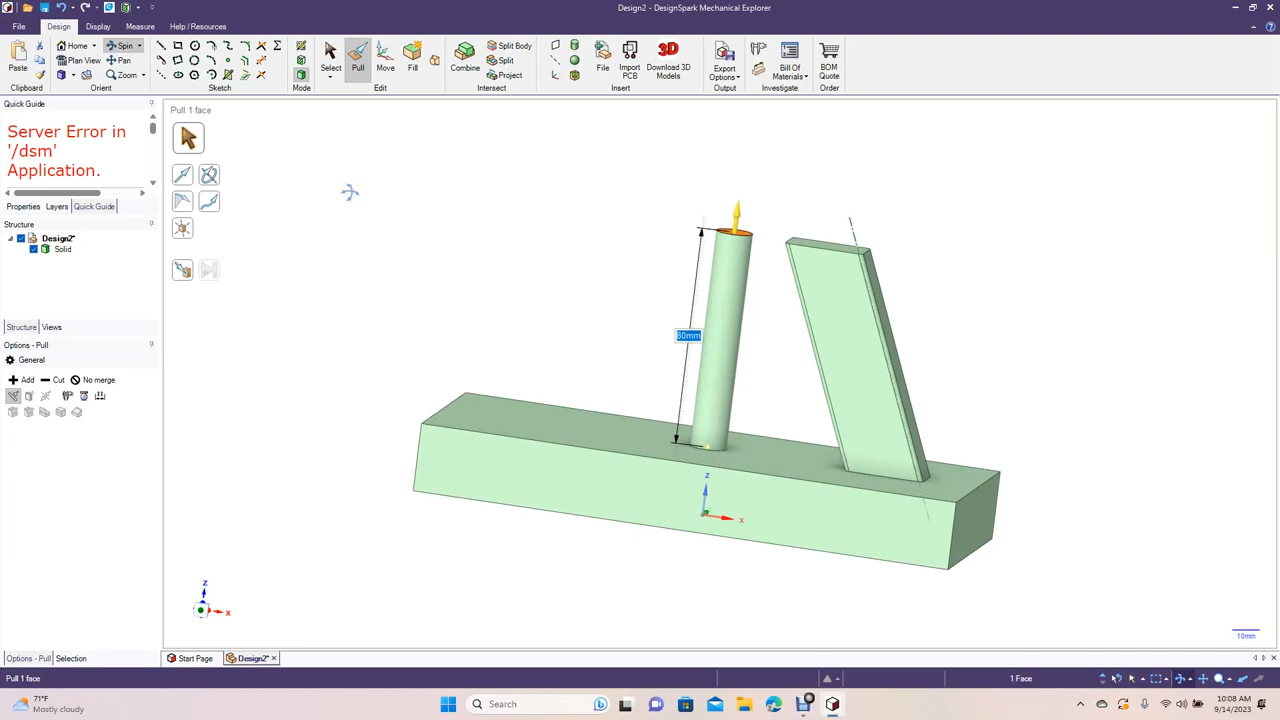 Design2 - DesignSpark Mechanical Explorer
File Design Display Measure Help / Resources
Paste
Clipboard
Home Spin
Plan View Pan
Zoom
Orient
Sketch
Mode
Select Pull Move Fill
Edit
Combine Split Body
Split
Project
Intersect
File Import PCB Download 3D Models
Insert
Export Options
Output
Bill Of Materials
Investigate
BOM Quote
Order
Quick Guide
Server Error in
'/dsm'
Application.
Properties Layers Quick Guide
Structure
Design2*
Solid
Structure Views
Options - Pull
General
Add Cut No merge
Options - Pull Selection
Pull 1 face
80mm
z
x
z
x
10mm
Start Page Design2*
Pull 1 face
1 Face
71°F
Mostly cloudy
Search
10:08 AM
9/14/2023